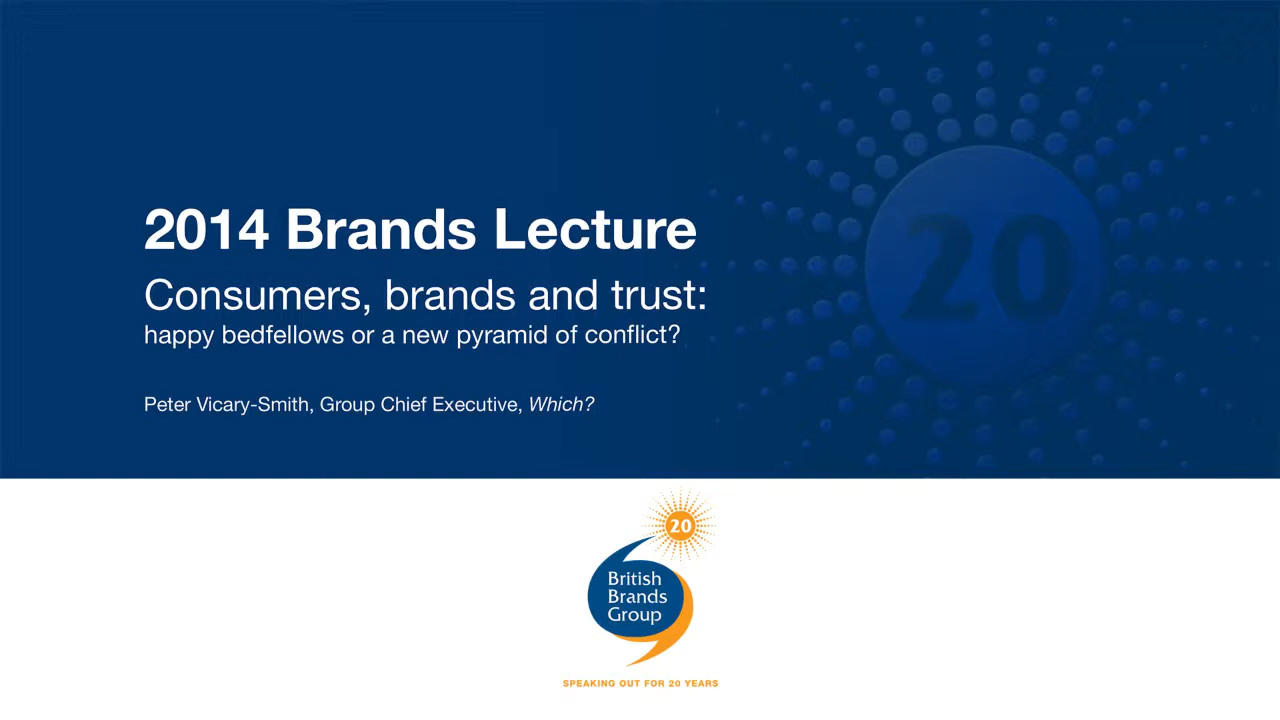 2014 Brands Lecture
Consumers, brands and trust:
happy bedfellows or a new pyramid of conflict?
Peter Vicary-Smith, Group Chief Executive, Which?
20
20
British
Brands
Group
SPEAKING OUT FOR 20 YEARS